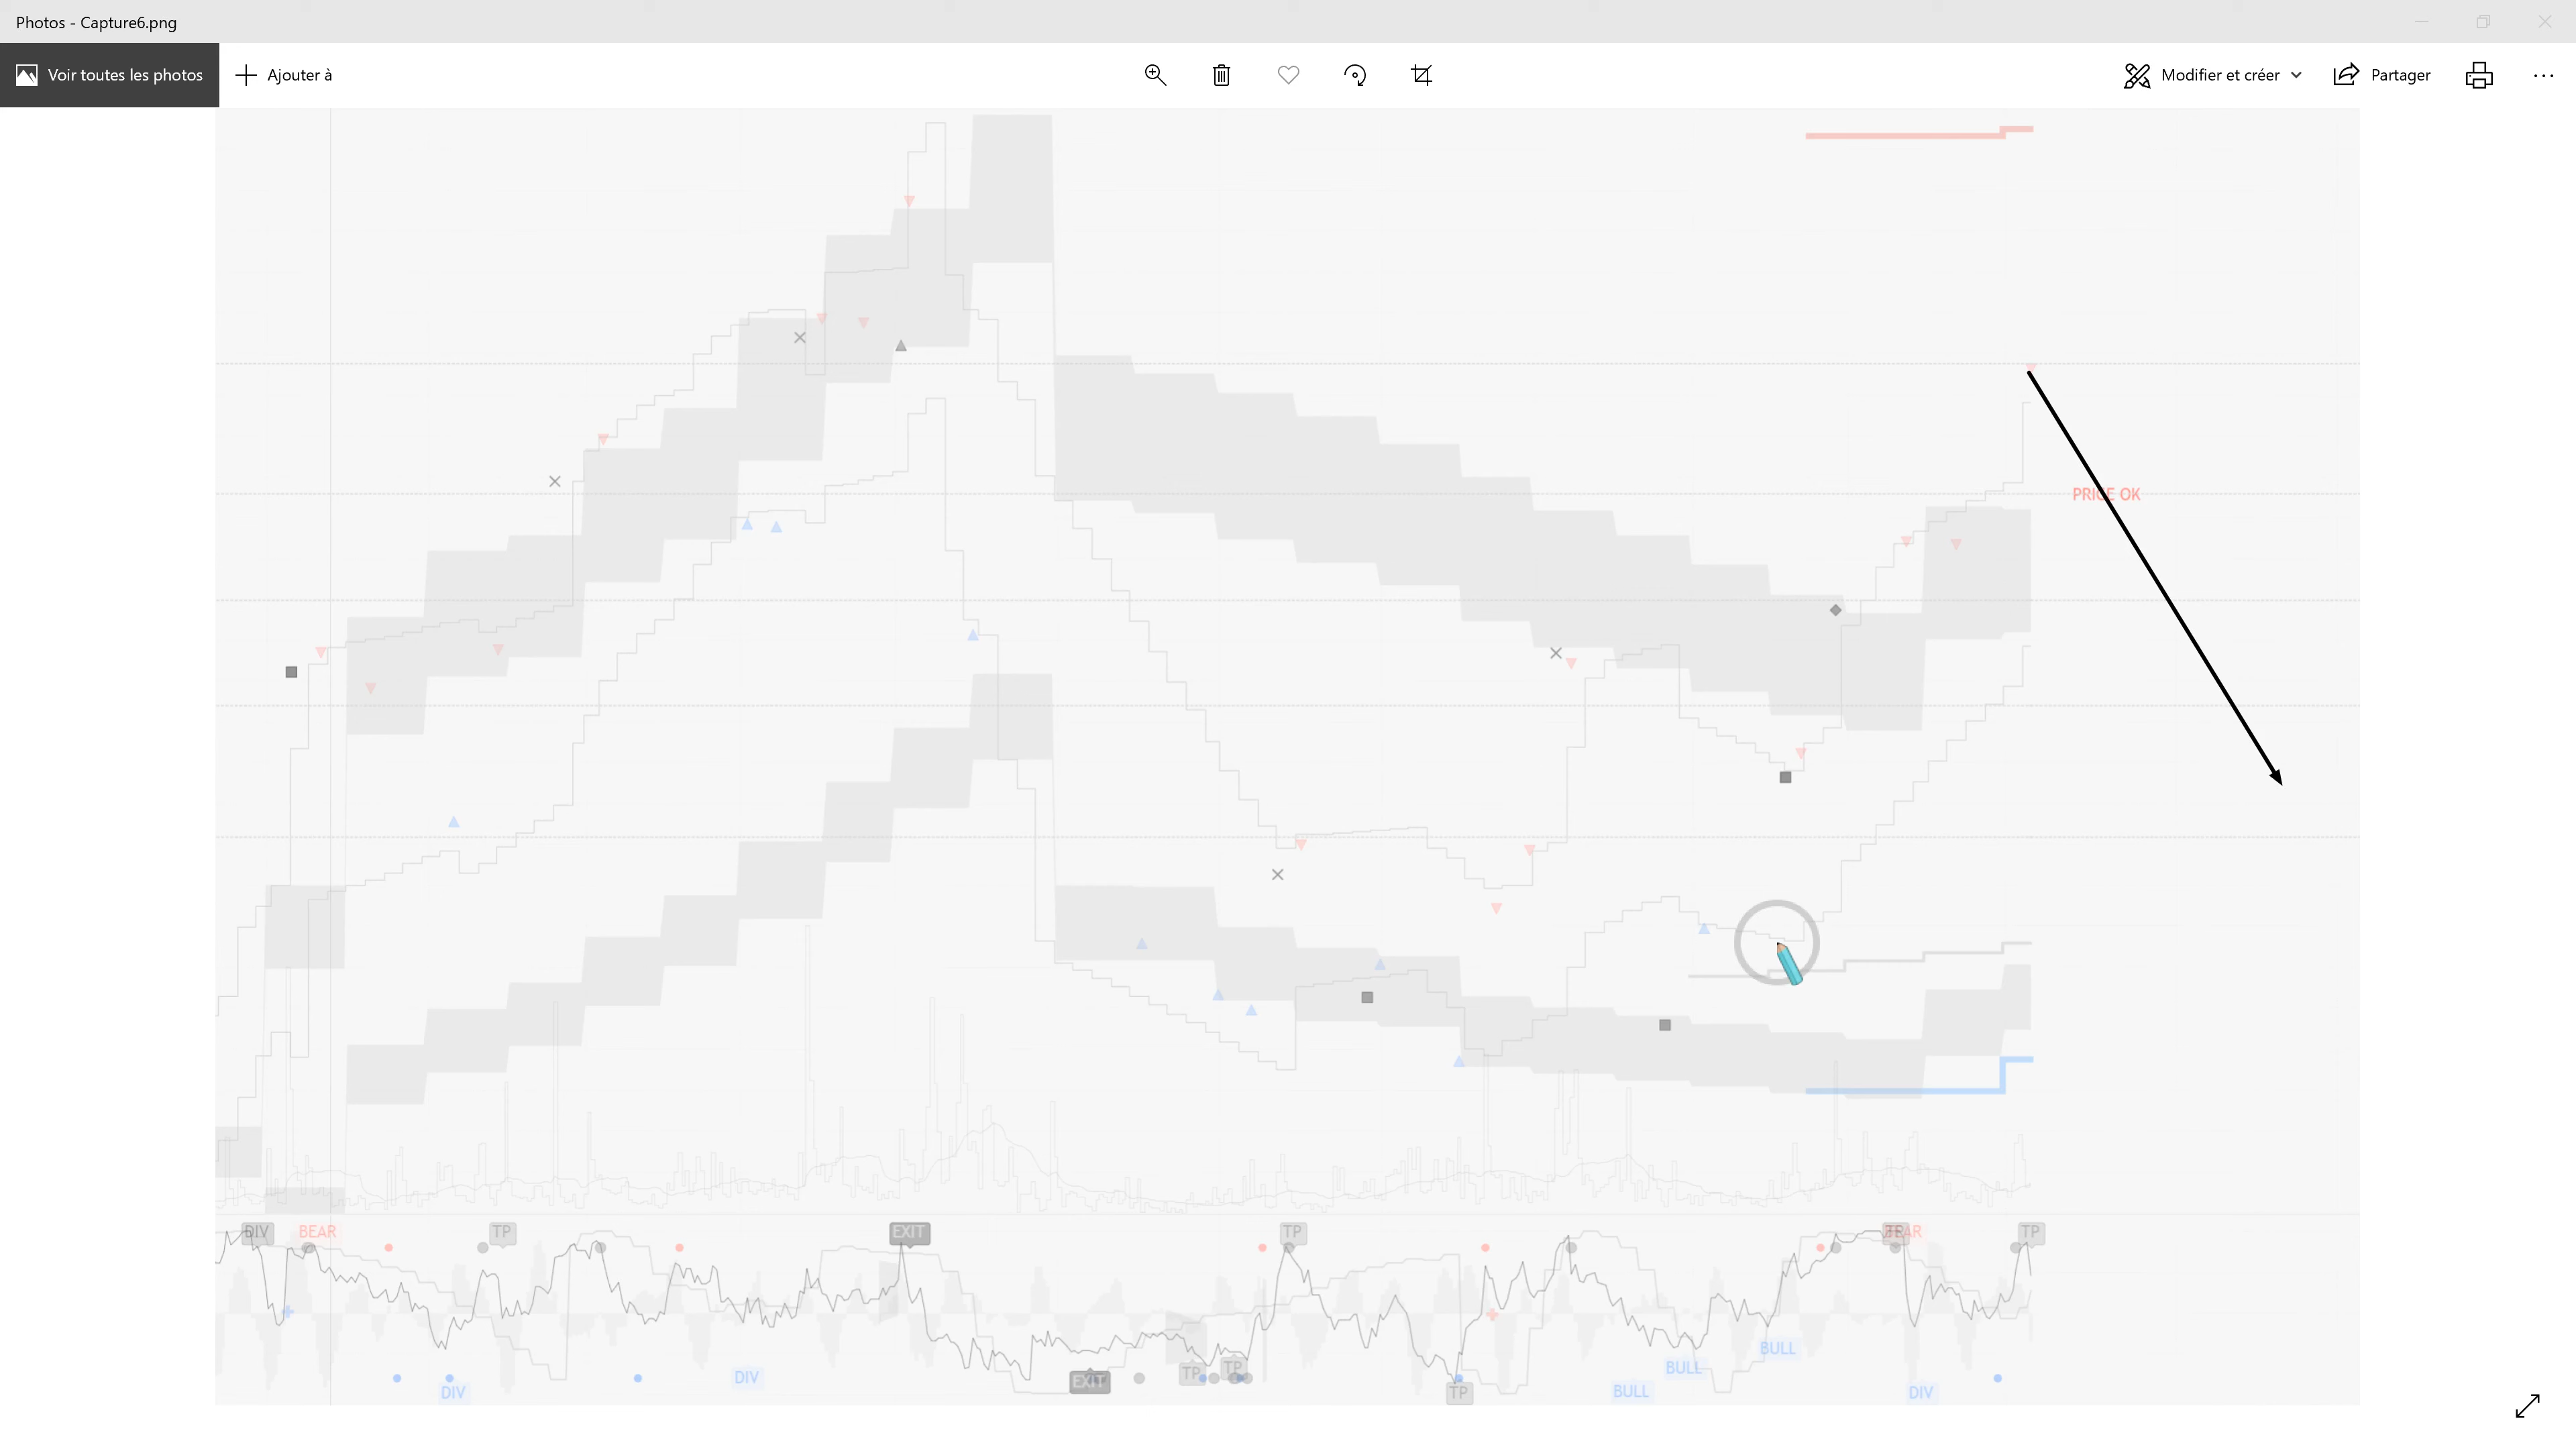 Photos - Capture6.png
Voir toutes les photos
Ajouter à
Modifier et créer
Partager
PRICE OK
DIV
BEAR
TP
EXIT
TP
BEAR
TP
BULL
DIV
EXIT
TP
TP
BULL
DIV
TP
BULL
DIV